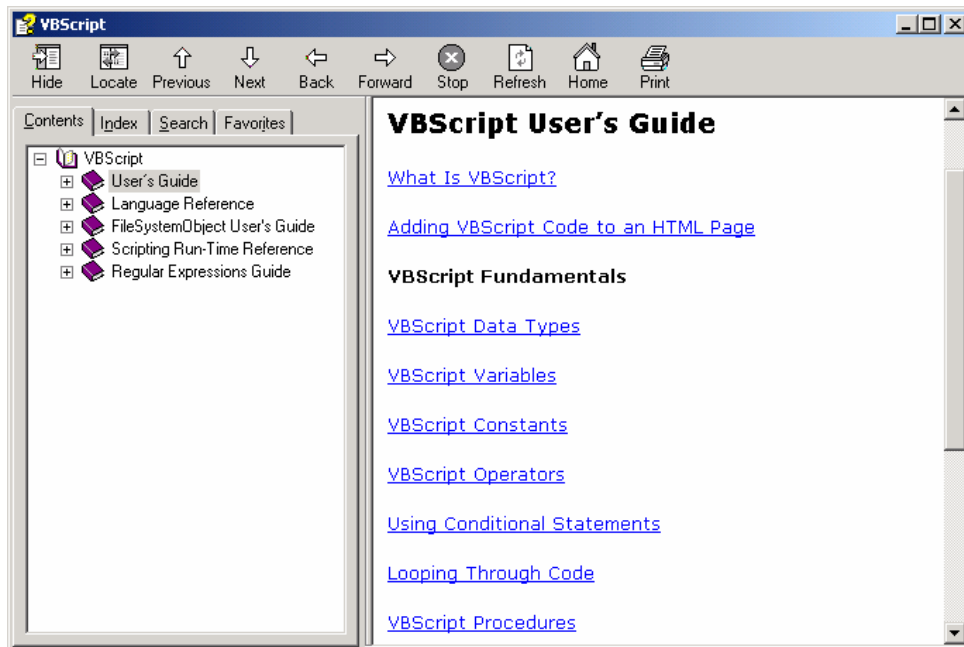 VBScript
Hide Locate Previous Next Back Forward Stop Refresh Home Print
Contents Index Search Favorites
VBScript
User's Guide
Language Reference
FileSystemObject User's Guide
Scripting Run-Time Reference
Regular Expressions Guide
VBScript User's Guide
What Is VBScript?
Adding VBScript Code to an HTML Page
VBScript Fundamentals
VBScript Data Types
VBScript Variables
VBScript Constants
VBScript Operators
Using Conditional Statements
Looping Through Code
VBScript Procedures